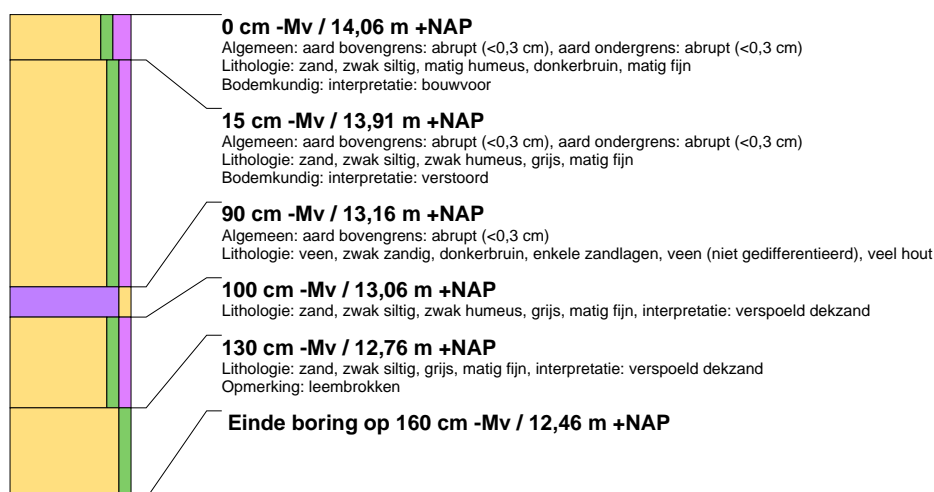 0 cm -Mv / 14,06 m +NAP
Algemeen: aard bovengrens: abrupt (<0,3 cm), aard ondergrens: abrupt (<0,3 cm)
Lithologie: zand, zwak siltig, matig humeus, donkerbruin, matig fijn
Bodemkundig: interpretatie: bouwvoor
15 cm -Mv / 13,91 m +NAP
Algemeen: aard bovengrens: abrupt (<0,3 cm), aard ondergrens: abrupt (<0,3 cm)
Lithologie: zand, zwak siltig, zwak humeus, grijs, matig fijn
Bodemkundig: interpretatie: verstoord
90 cm -Mv / 13,16 m +NAP
Algemeen: aard bovengrens: abrupt (<0,3 cm)
Lithologie: veen, zwak zandig, donkerbruin, enkele zandlagen, veen (niet gedifferentieerd), veel hout
100 cm -Mv / 13,06 m +NAP
Lithologie: zand, zwak siltig, zwak humeus, grijs, matig fijn, interpretatie: verspoeld dekzand
130 cm -Mv / 12,76 m +NAP
Lithologie: zand, zwak siltig, grijs, matig fijn, interpretatie: verspoeld dekzand
Opmerking: leembrokken
Einde boring op 160 cm -Mv / 12,46 m +NAP